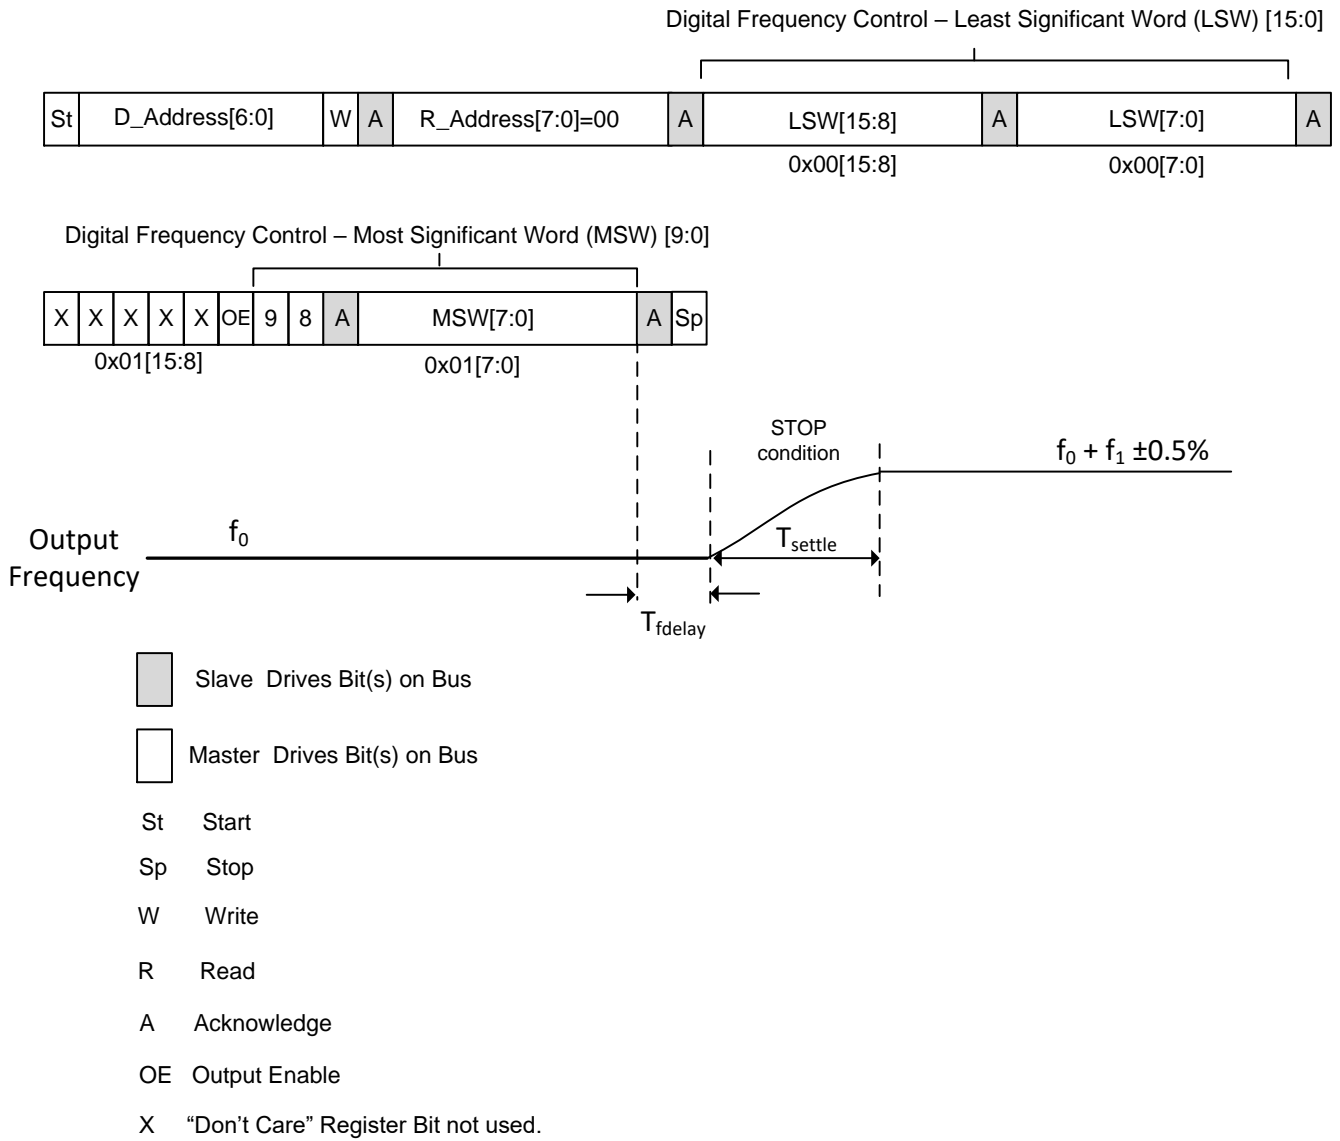 Digital Frequency Control – Least Significant Word (LSW) [15:0]
St D_Address[6:0] W A R_Address[7:0]=00 A LSW[15:8] A LSW[7:0] A
0x00[15:8] 0x00[7:0]
Digital Frequency Control – Most Significant Word (MSW) [9:0]
X X X X X OE 9 8 A MSW[7:0] A Sp
0x01[15:8] 0x01[7:0]
STOP
condition
f0 + f1 ±0.5%
Output
Frequency
f0
Tsettle
Tfdelay
Slave Drives Bit(s) on Bus
Master Drives Bit(s) on Bus
St Start
Sp Stop
W Write
R Read
A Acknowledge
OE Output Enable
X “Don’t Care” Register Bit not used.